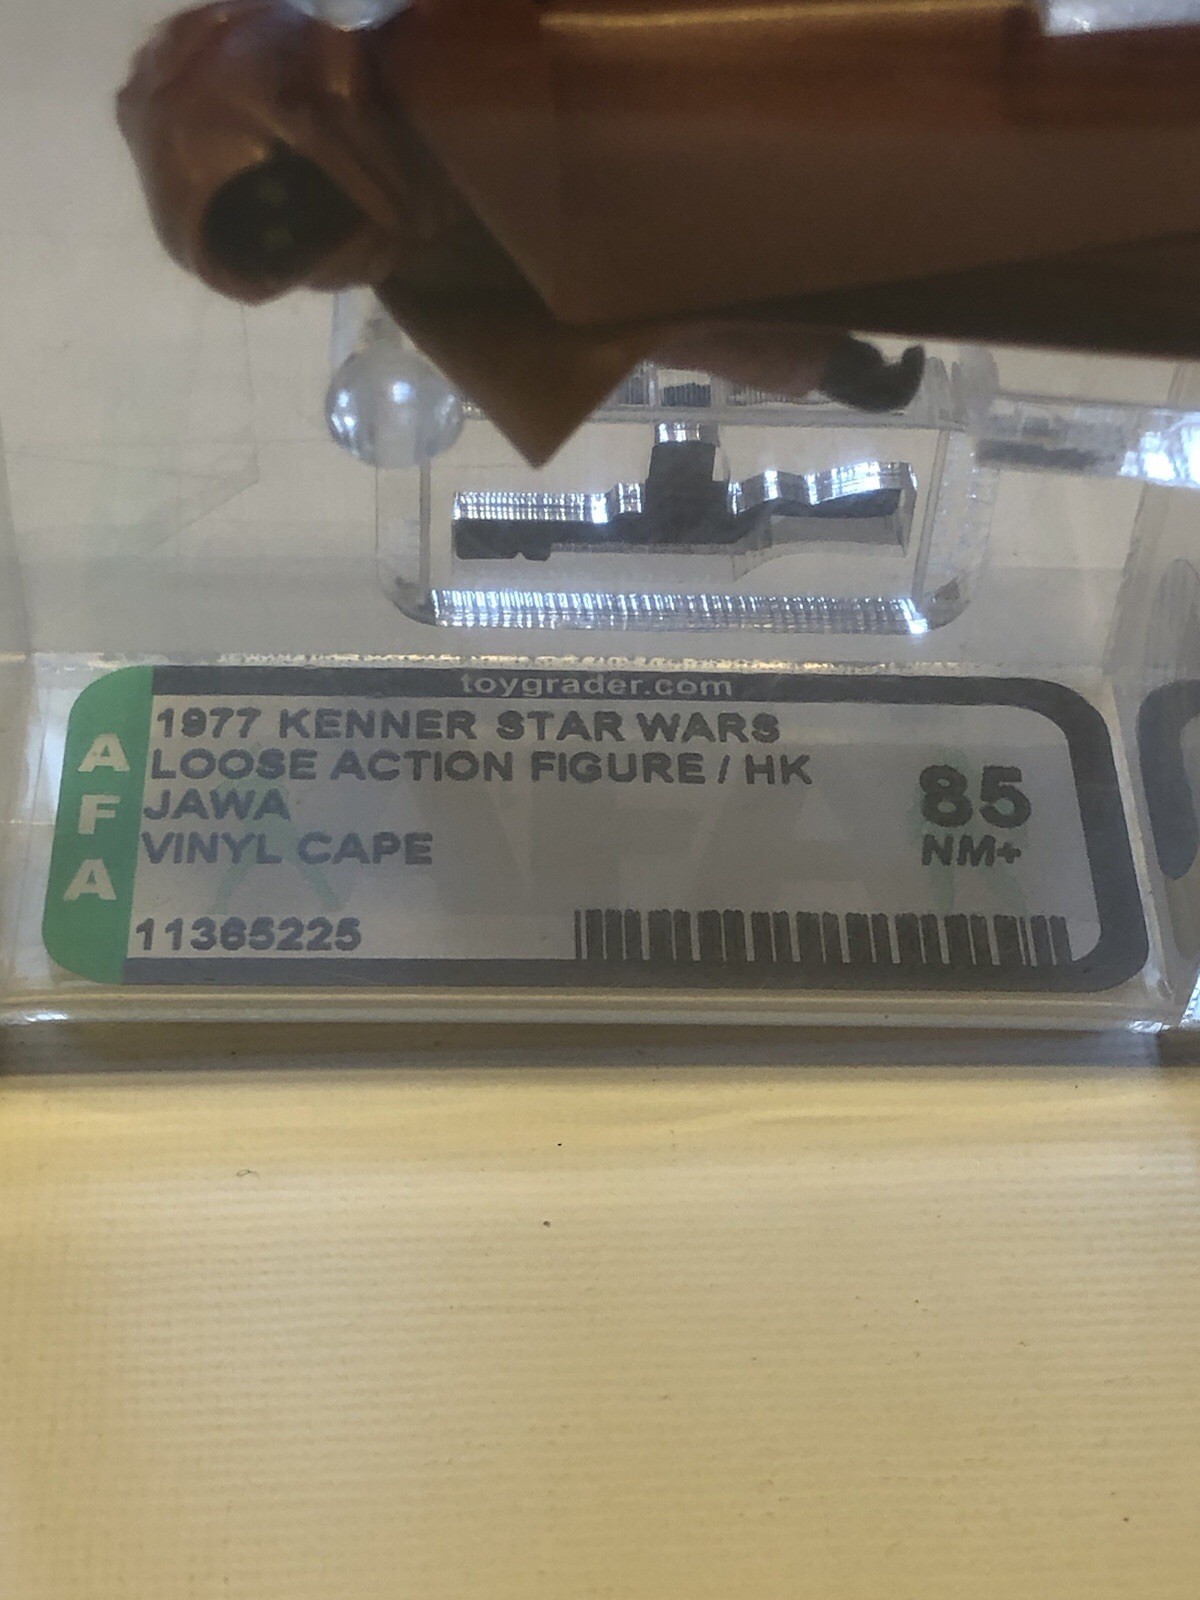 toygrader.com
1977 KENNER STAR WARS
LOOSE ACTION FIGURE / HK
JAWA
VINYL CAPE
85
NM+
11365225
AFA